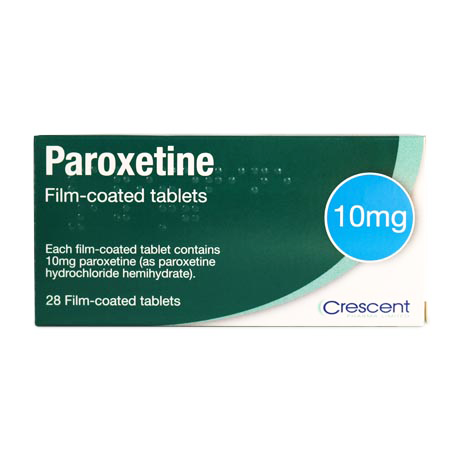 Paroxetine
Film-coated tablets
10mg
Each film-coated tablet contains
10mg paroxetine (as paroxetine
hydrochloride hemihydrate).
28 Film-coated tablets
Crescent